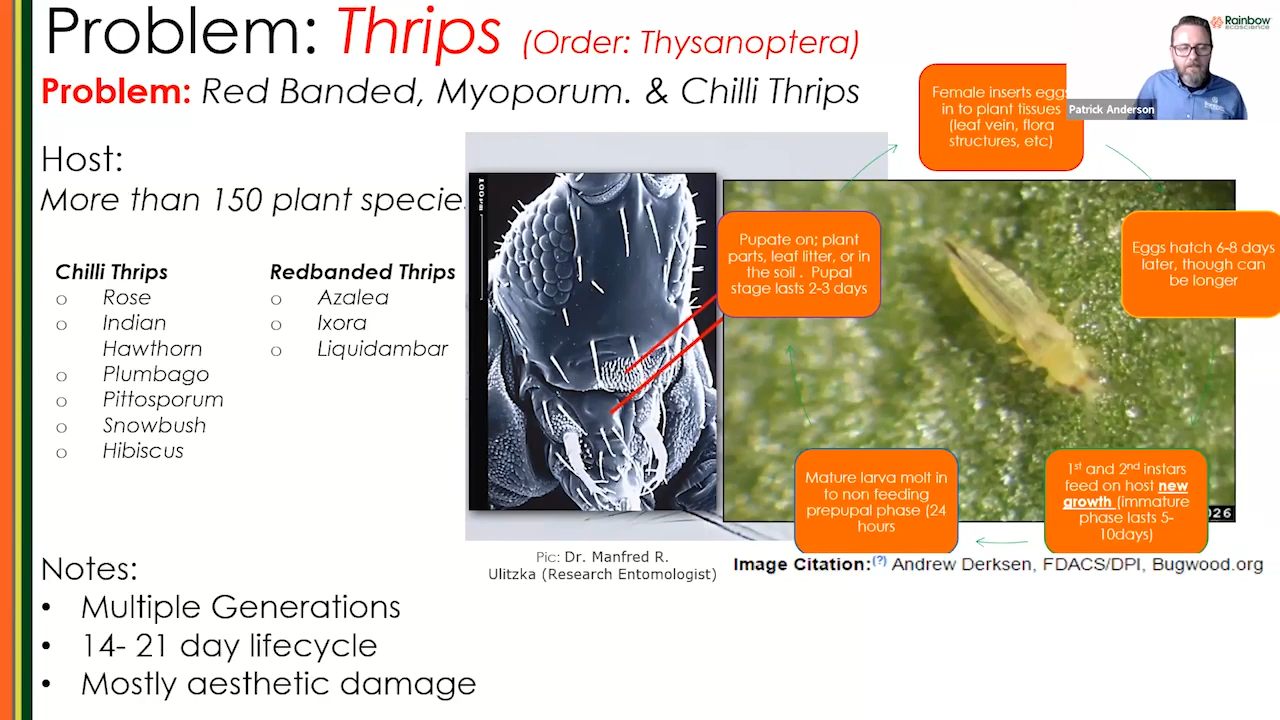 Problem: Thrips (Order: Thysanoptera)
Problem: Red Banded, Myoporum. & Chilli Thrips
Rainbow
ecoscience
Patrick Anderson
Host:
More than 150 plant specie
Chilli Thrips
o Rose
o Indian
Hawthorn
o Plumbago
o Pittosporum
o Snowbush
o Hibiscus
Redbanded Thrips
o Azalea
o Ixora
o Liquidambar
Female inserts eggs
in to plant tissues
(leaf vein, flora
structures, etc)
Eggs hatch 6-8 days
later, though can
be longer
1st and 2nd instars
feed on host new
growth (immature
phase lasts 5-
10days)
Mature larva molt in
to non feeding
prepupal phase (24
hours
Pupate on; plant
parts, leaf litter, or in
the soil . Pupal
stage lasts 2-3 days
026
Pic: Dr. Manfred R.
Ulitzka (Research Entomologist)
Image Citation:(?) Andrew Derksen, FDACS/DPI, Bugwood.org
Notes:
• Multiple Generations
• 14- 21 day lifecycle
• Mostly aesthetic damage